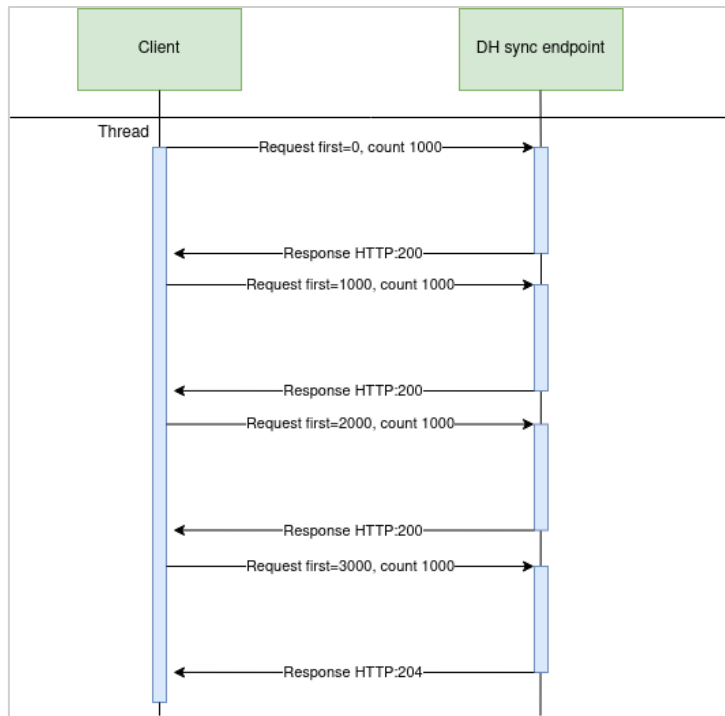 Client
DH sync endpoint
Thread
Request first=0, count 1000
Response HTTP:200
Request first=1000, count 1000
Response HTTP:200
Request first=2000, count 1000
Response HTTP:200
Request first=3000, count 1000
Response HTTP:204